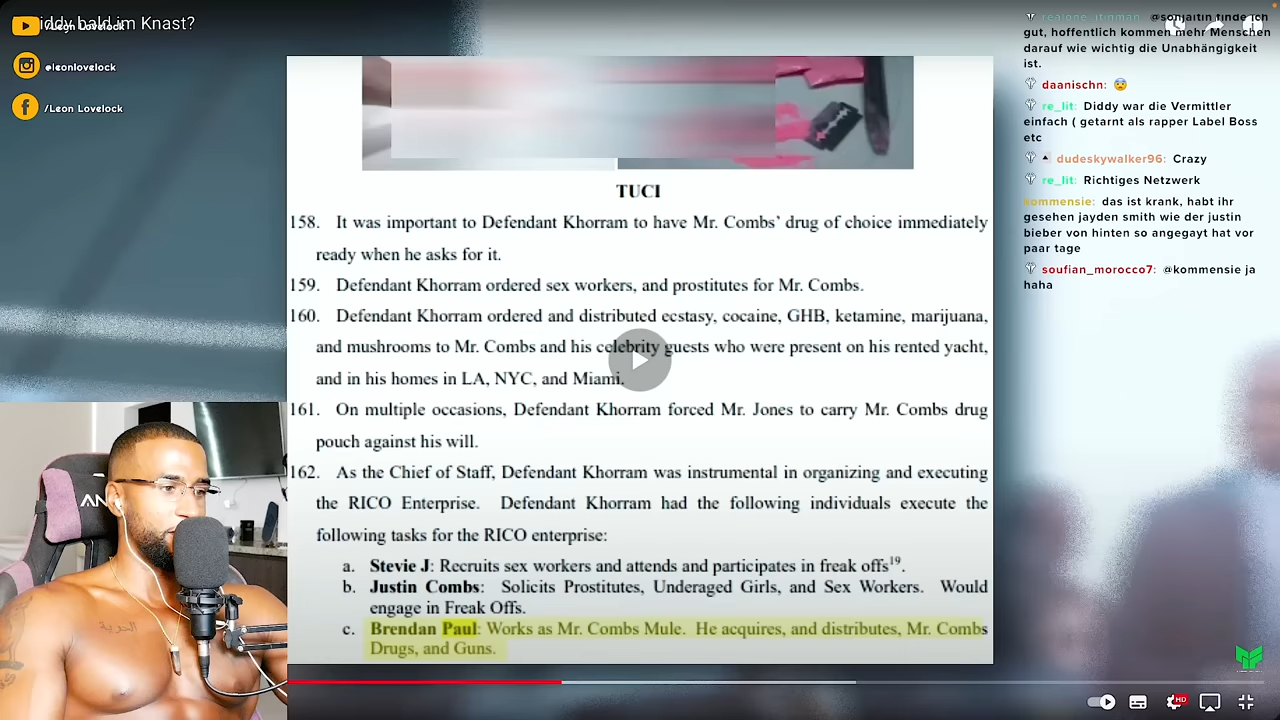 iddy bald im Knast?
/Leon Lovelock
@leonlovelock
/Leon Lovelock
TUCI
158. It was important to Defendant Khorram to have Mr. Combs’ drug of choice immediately
ready when he asks for it.
159. Defendant Khorram ordered sex workers, and prostitutes for Mr. Combs.
160. Defendant Khorram ordered and distributed ecstasy, cocaine, GHB, ketamine, marijuana,
and mushrooms to Mr. Combs and his celebrity guests who were present on his rented yacht,
and in his homes in LA, NYC, and Miami.
161. On multiple occasions, Defendant Khorram forced Mr. Jones to carry Mr. Combs drug
pouch against his will.
162. As the Chief of Staff, Defendant Khorram was instrumental in organizing and executing
the RICO Enterprise. Defendant Khorram had the following individuals execute the
following tasks for the RICO enterprise:
a. Stevie J: Recruits sex workers and attends and participates in freak offs19.
b. Justin Combs: Solicits Prostitutes, Underaged Girls, and Sex Workers. Would
engage in Freak Offs.
c. Brendan Paul: Works as Mr. Combs Mule. He acquires, and distributes, Mr. Combs
Drugs, and Guns.
@sonjaitin finde ich
gut, hoffentlich kommen mehr Menschen
darauf wie wichtig die Unabhängigkeit
ist.
daanischn: 😨
re_lit: Diddy war die Vermittler
einfach ( getarnt als rapper Label Boss
etc
dudeskywalker96: Crazy
re_lit: Richtiges Netzwerk
kommensie: das ist krank, habt ihr
gesehen jayden smith wie der justin
bieber von hinten so angegayt hat vor
paar tage
soufian_morocco7: @kommensie ja
haha
AN
الحرية
HD